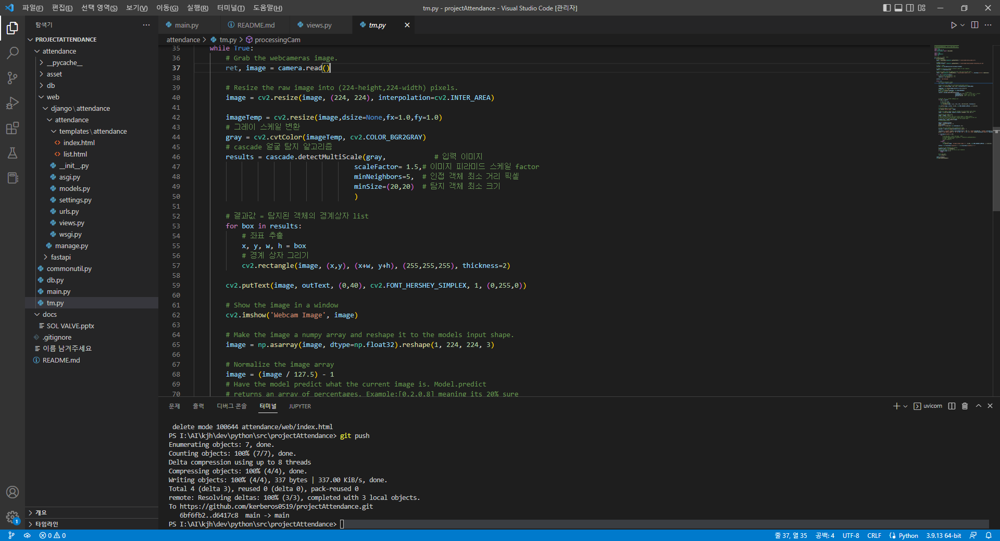 파일(F) 편집(E) 선택 영역(S) 보기(V) 이동(G) 실행(R) 터미널(T) 도움말(H)
tm.py - projectAttendance - Visual Studio Code [관리자]
탐색기
PROJECTATTENDANCE
attendance
__pycache__
asset
db
web
django\attendance
attendance
templates\attendance
index.html
list.html
__init__.py
asgi.py
models.py
settings.py
urls.py
views.py
wsgi.py
manage.py
fastapi
commonutil.py
db.py
main.py
tm.py
docs
SOL VALVE.pptx
.gitignore
이름 남겨주세요
README.md
개요
타임라인
main.py README.md views.py tm.py
attendance > tm.py > processingCam
35 while True:
36 # Grab the webcameras image.
37 ret, image = camera.read()
38
39 # Resize the raw image into (224-height,224-width) pixels.
40 image = cv2.resize(image, (224, 224), interpolation=cv2.INTER_AREA)
41
42 imageTemp = cv2.resize(image,dsize=None,fx=1.0,fy=1.0)
43 # 그레이 스케일 변환
44 gray = cv2.cvtColor(imageTemp, cv2.COLOR_BGR2GRAY)
45 # cascade 얼굴 탐지 알고리즘
46 results = cascade.detectMultiScale(gray, # 입력 이미지
47 scaleFactor= 1.5,# 이미지 피라미드 스케일 factor
48 minNeighbors=5, # 인접 객체 최소 거리 픽셀
49 minSize=(20,20) # 탐지 객체 최소 크기
50 )
51
52 # 결과값 = 탐지된 객체의 경계상자 list
53 for box in results:
54 # 좌표 추출
55 x, y, w, h = box
56 # 경계 상자 그리기
57 cv2.rectangle(image, (x,y), (x+w, y+h), (255,255,255), thickness=2)
58
59 cv2.putText(image, outText, (0,40), cv2.FONT_HERSHEY_SIMPLEX, 1, (0,255,0))
60
61 # Show the image in a window
62 cv2.imshow('Webcam Image', image)
63
64 # Make the image a numpy array and reshape it to the models input shape.
65 image = np.asarray(image, dtype=np.float32).reshape(1, 224, 224, 3)
66
67 # Normalize the image array
68 image = (image / 127.5) - 1
69 # Have the model predict what the current image is. Model.predict
70 # returns an array of percentages. Example:[0.2,0.8] meaning its 20% sure
문제 출력 디버그 콘솔 터미널 JUPYTER
uvicorn
delete mode 100644 attendance/web/index.html
PS I:\AI\kjh\dev\python\src\projectAttendance> git push
Enumerating objects: 7, done.
Counting objects: 100% (7/7), done.
Delta compression using up to 8 threads
Compressing objects: 100% (4/4), done.
Writing objects: 100% (4/4), 337 bytes | 337.00 KiB/s, done.
Total 4 (delta 3), reused 0 (delta 0), pack-reused 0
remote: Resolving deltas: 100% (3/3), completed with 3 local objects.
To https://github.com/kerberos0519/projectAttendance.git
6bf6fb2..d6417c8 main -> main
PS I:\AI\kjh\dev\python\src\projectAttendance>
1
0 0
줄 37, 열 35 공백: 4 UTF-8 CRLF Python 3.9.13 64-bit